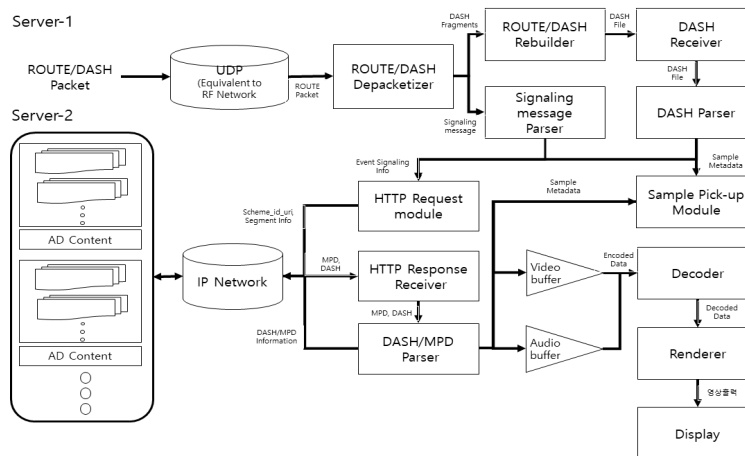 Server-1
ROUTE/DASH
Packet
UDP
(Equivalent to
RF Network
ROUTE
Packet
ROUTE/DASH
Depacketizer
DASH
Fragments
Signaling
message
ROUTE/DASH
Rebuilder
DASH
File
DASH
Receiver
DASH
File
Signaling
message
Parser
DASH Parser
Server-2
AD Content
AD Content
Event Signaling
Info
HTTP Request
module
Sample
Metadata
Sample
Metadata
Sample Pick-up
Module
Scheme_id_uri,
Segment Info
IP Network
MPD,
DASH
HTTP Response
Receiver
MPD, DASH
DASH/MPD
Information
DASH/MPD
Parser
Video
buffer
Audio
buffer
Encoded
Data
Decoder
Decoded
Data
Renderer
영상출력
Display